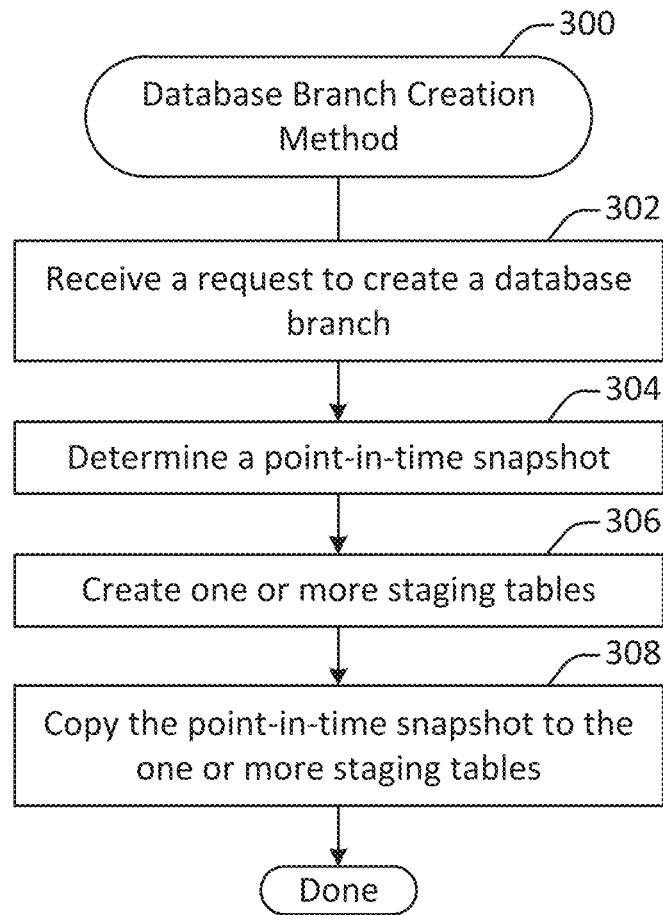 300
Database Branch Creation
Method
302
Receive a request to create a database
branch
304
Determine a point-in-time snapshot
306
Create one or more staging tables
308
Copy the point-in-time snapshot to the
one or more staging tables
Done